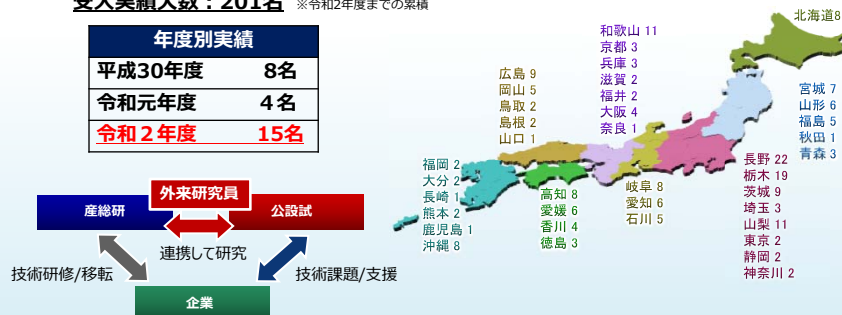 受入実績人数：201名 ※令和2年度までの累積
年度別実績
平成30年度 8名
令和元年度 4名
令和２年度 15名
外来研究員
産総研
公設試
連携して研究
技術研修/移転
技術課題/支援
企業
北海道8
和歌山 11
京都 3
兵庫 3
滋賀 2
福井 2
大阪 4
奈良 1
広島 9
岡山 5
鳥取 2
島根 2
山口 1
宮城 7
山形 6
福島 5
秋田 1
青森 3
福岡 2
大分 2
長崎 1
熊本 2
鹿児島 1
沖縄 8
高知 8
愛媛 6
香川 4
徳島 3
岐阜 8
愛知 6
石川 5
長野 22
栃木 19
茨城 9
埼玉 3
山梨 11
東京 2
静岡 2
神奈川 2